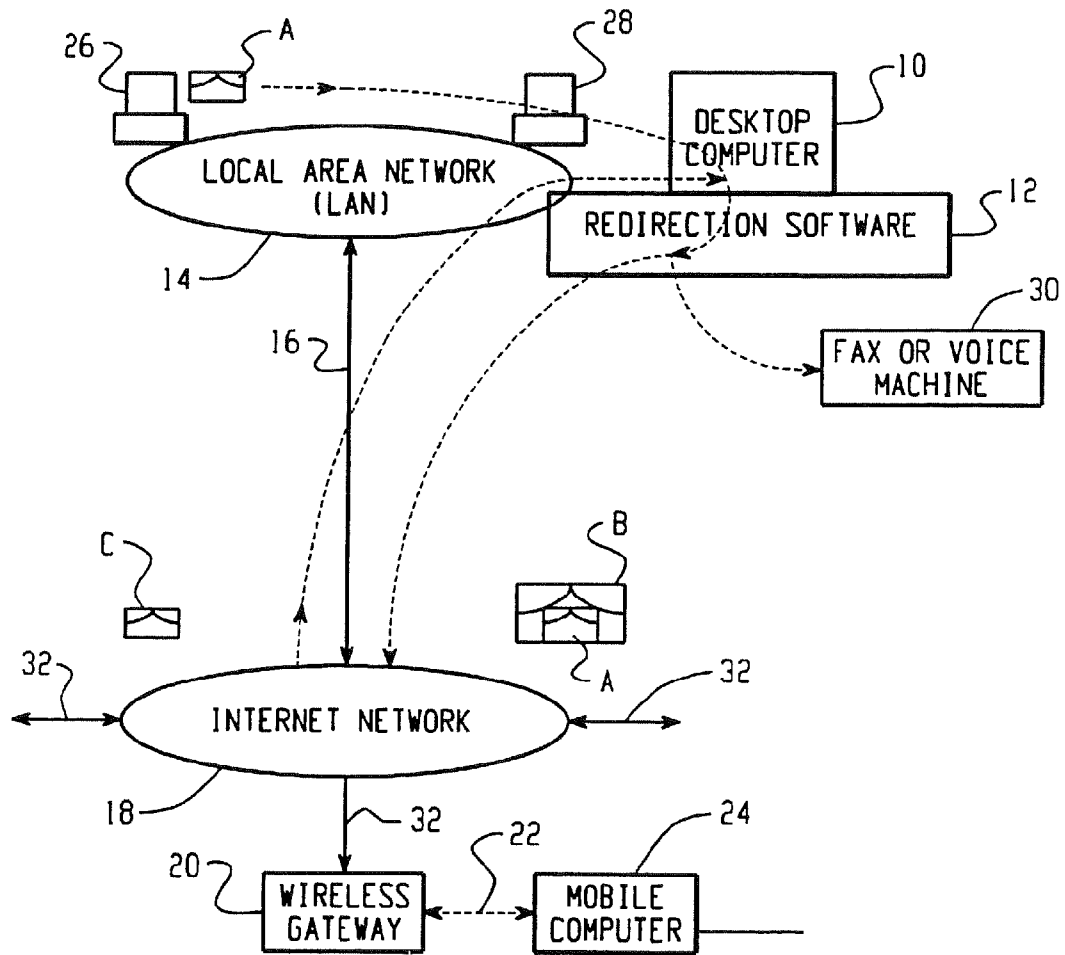 26
A
28
10
DESKTOP
COMPUTER
LOCAL AREA NETWORK
(LAN)
12
REDIRECTION SOFTWARE
14
30
16
FAX OR VOICE
MACHINE
B
C
A
32
32
INTERNET NETWORK
18
32
22
24
20
WIRELESS
GATEWAY
MOBILE
COMPUTER